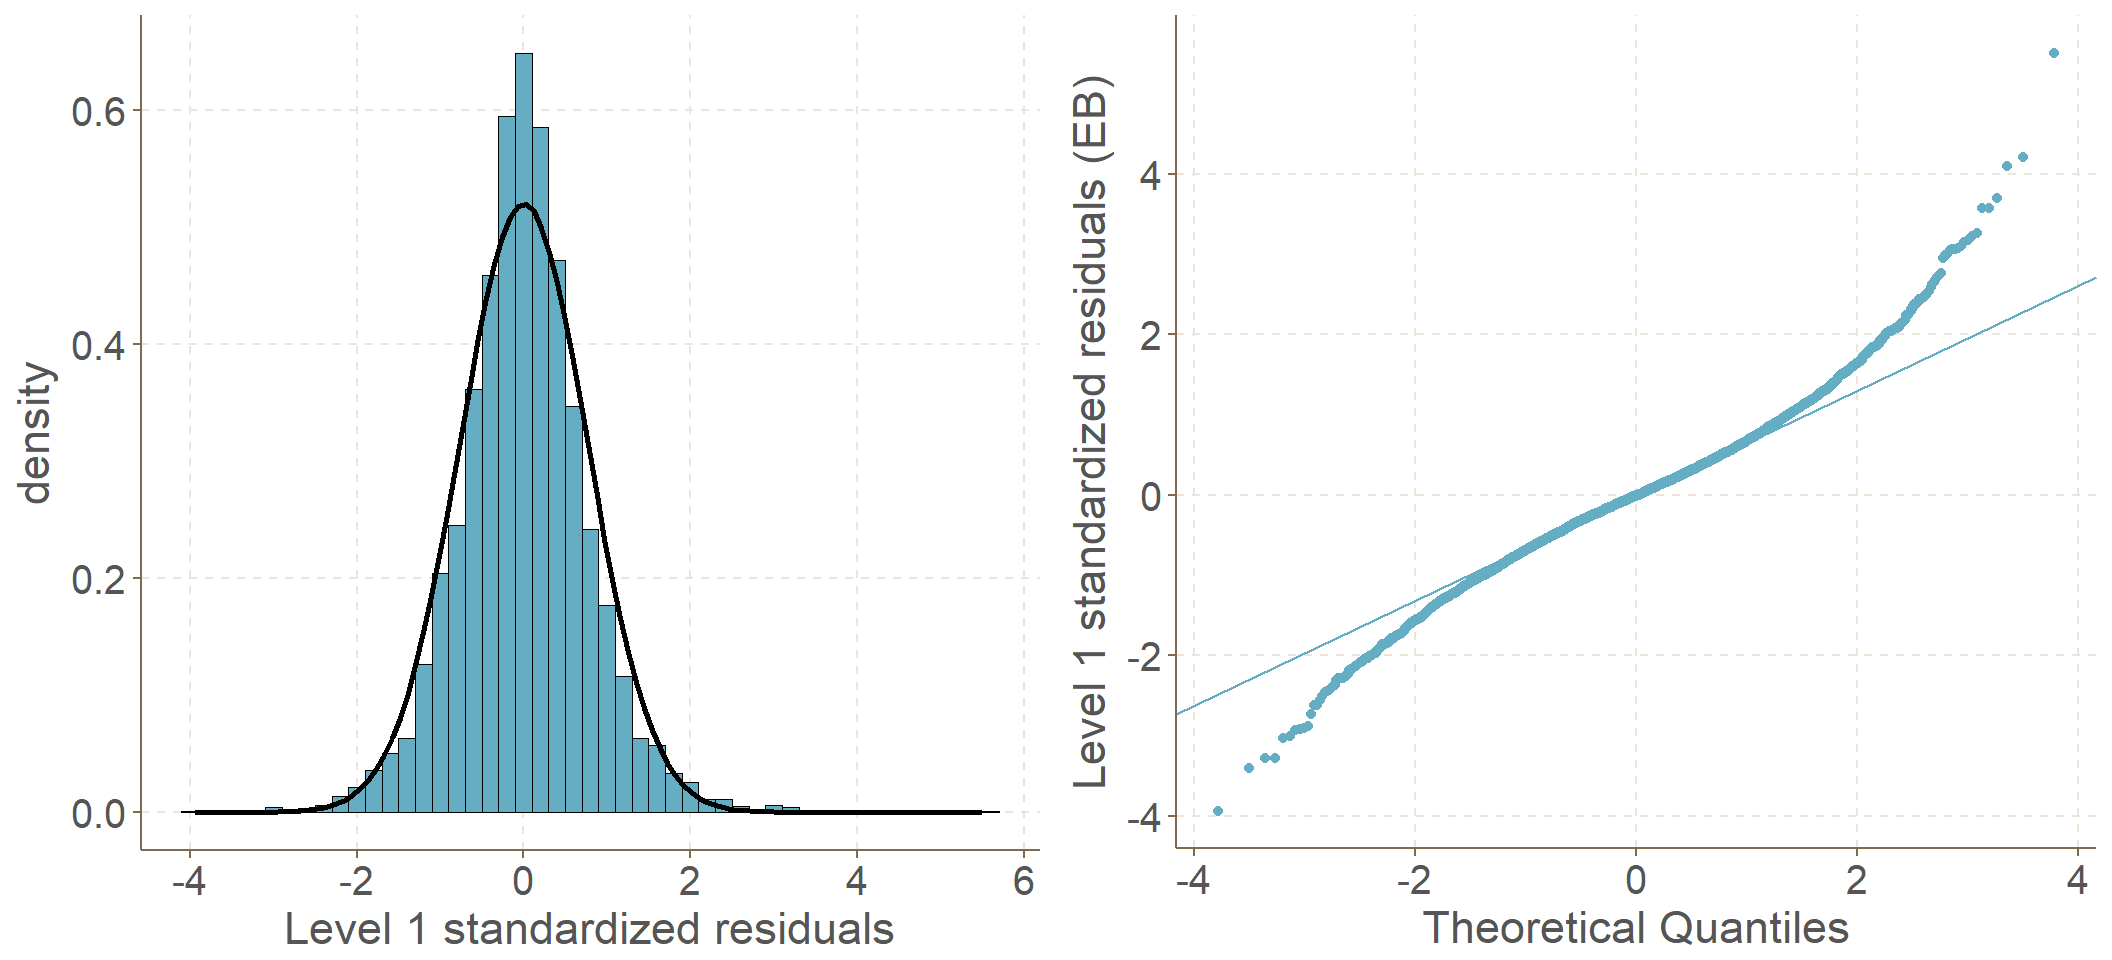 density
0.6
0.4
0.2
0.0
-4 -2 0 2 4 6
Level 1 standardized residuals
Level 1 standardized residuals (EB)
4
2
0
-2
-4
-4 -2 0 2 4
Theoretical Quantiles